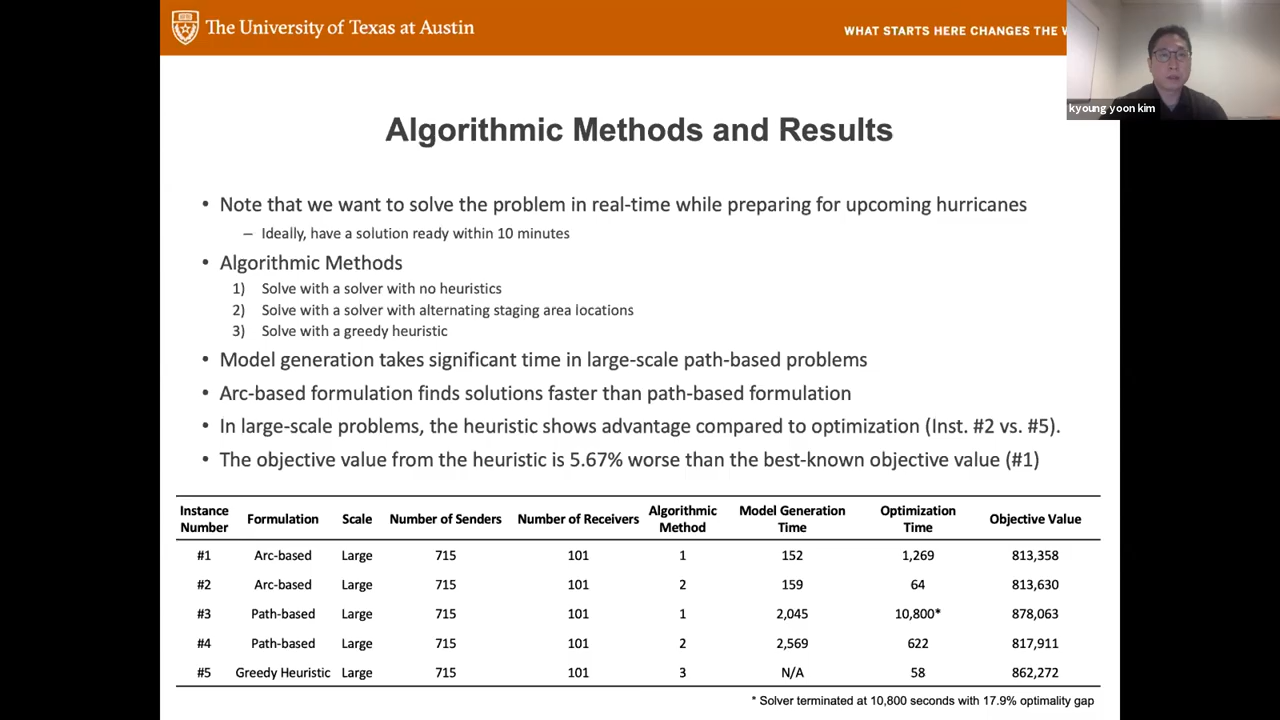 The University of Texas at Austin
WHAT STARTS HERE CHANGES THE W
kyoung yoon kim
Algorithmic Methods and Results
• Note that we want to solve the problem in real-time while preparing for upcoming hurricanes
– Ideally, have a solution ready within 10 minutes
• Algorithmic Methods
1) Solve with a solver with no heuristics
2) Solve with a solver with alternating staging area locations
3) Solve with a greedy heuristic
• Model generation takes significant time in large-scale path-based problems
• Arc-based formulation finds solutions faster than path-based formulation
• In large-scale problems, the heuristic shows advantage compared to optimization (Inst. #2 vs. #5).
• The objective value from the heuristic is 5.67% worse than the best-known objective value (#1)
Instance Number Formulation Scale Number of Senders Number of Receivers Algorithmic Method Model Generation Time Optimization Time Objective Value
#1 Arc-based Large 715 101 1 152 1,269 813,358
#2 Arc-based Large 715 101 2 159 64 813,630
#3 Path-based Large 715 101 1 2,045 10,800* 878,063
#4 Path-based Large 715 101 2 2,569 622 817,911
#5 Greedy Heuristic Large 715 101 3 N/A 58 862,272
* Solver terminated at 10,800 seconds with 17.9% optimality gap